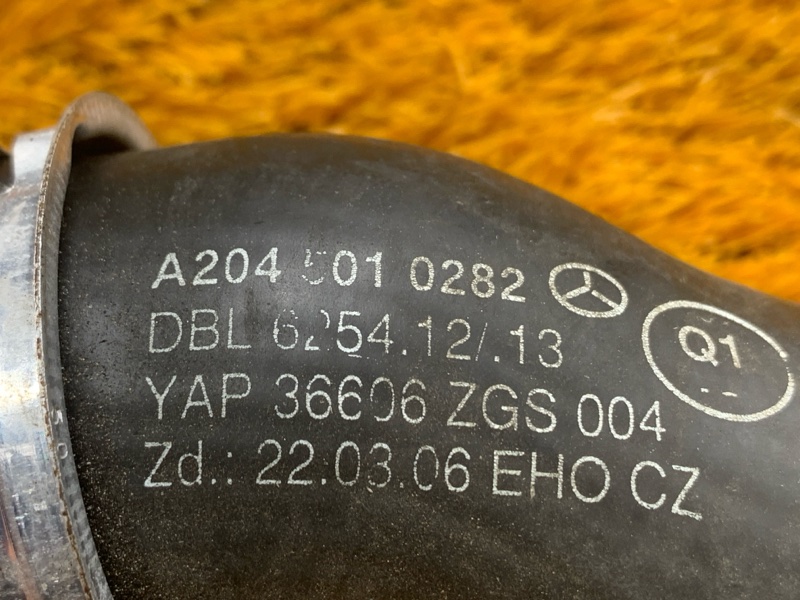 A204 501 0282
DBL 6254.12/.13
Q1
YAP 36606 ZGS 004
Zd.: 22.03.06 EHO CZ